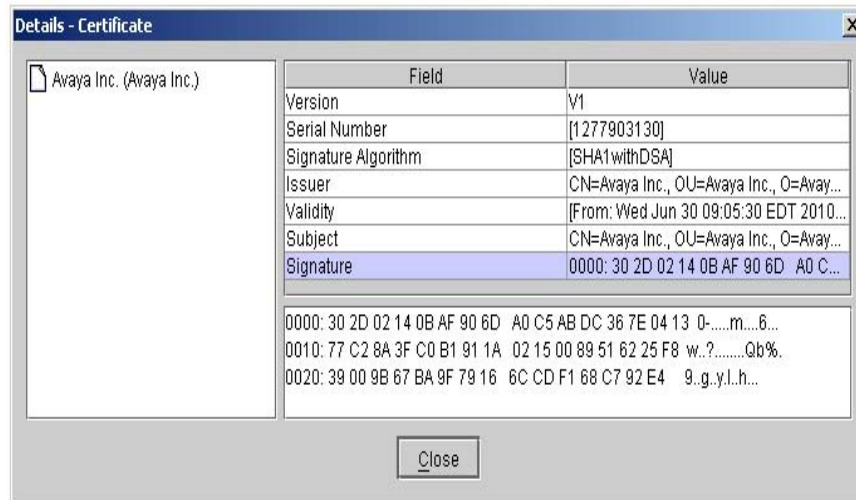 Details - Certificate
X
Avaya Inc. (Avaya Inc.)
Field Value
Version V1
Serial Number [1277903130]
Signature Algorithm [SHA1withDSA]
Issuer CN=Avaya Inc., OU=Avaya Inc., O=Avay...
Validity [From: Wed Jun 30 09:05:30 EDT 2010...
Subject CN=Avaya Inc., OU=Avaya Inc., O=Avay...
Signature 0000: 30 2D 02 14 0B AF 90 6D A0 C...
0000: 30 2D 02 14 0B AF 90 6D A0 C5 AB DC 36 7E 04 13 0-.....m....6...
0010: 77 C2 8A 3F C0 B1 91 1A 02 15 00 89 51 62 25 F8 w..?........Qb%.
0020: 39 00 9B 67 BA 9F 79 16 6C CD F1 68 C7 92 E4 9..g..y.l..h...
Close